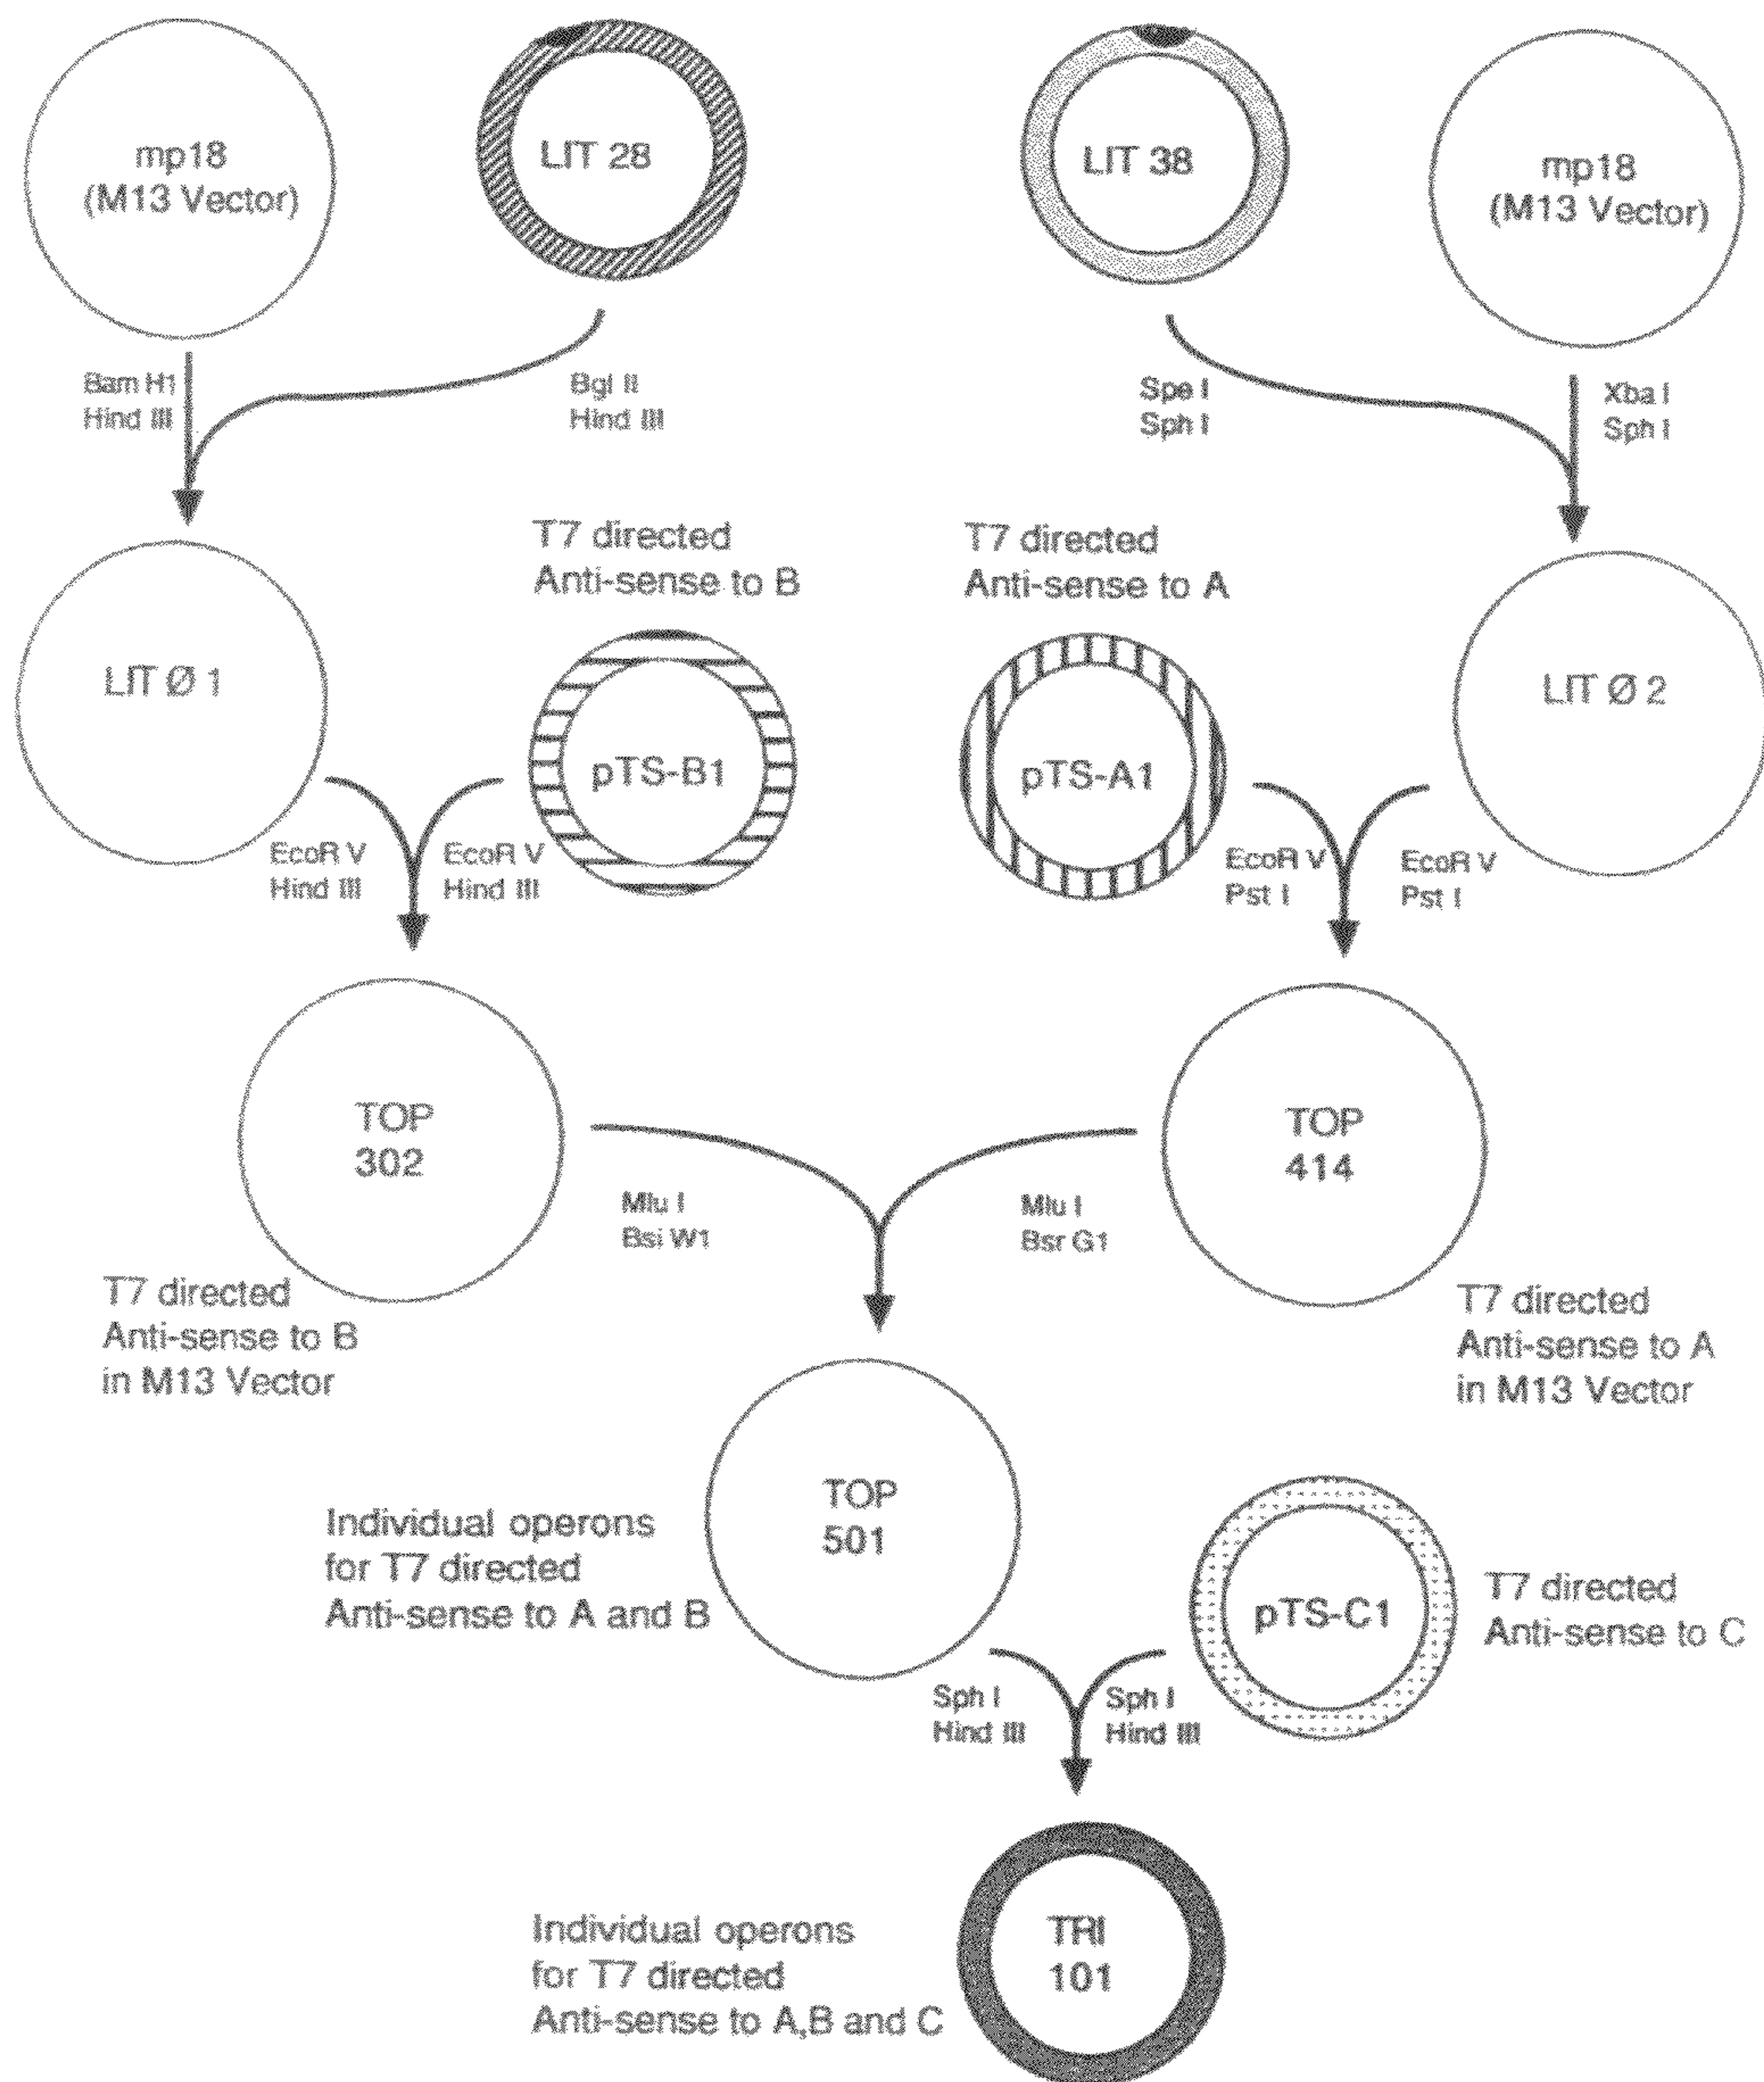 mp18
(M13 Vector)
LIT 28
LIT 38
mp18
(M13 Vector)
Bam H1
Hind III
Bgl II
Hind III
Spe I
Sph I
Xba I
Sph I
T7 directed
Anti-sense to B
T7 directed
Anti-sense to A
LIT Ø 1
pTS-B1
pTS-A1
LIT Ø 2
EcoR V
Hind III
EcoR V
Hind III
EcoR V
Pst I
EcoR V
Pst I
TOP
302
TOP
414
Mlu I
Bsi W1
Mlu I
Bsr G1
T7 directed
Anti-sense to B
in M13 Vector
T7 directed
Anti-sense to A
in M13 Vector
TOP
501
Individual operons
for T7 directed
Anti-sense to A and B
pTS-C1
T7 directed
Anti-sense to C
Sph I
Hind III
Sph I
Hind III
TRI
101
Individual operons
for T7 directed
Anti-sense to A,B and C